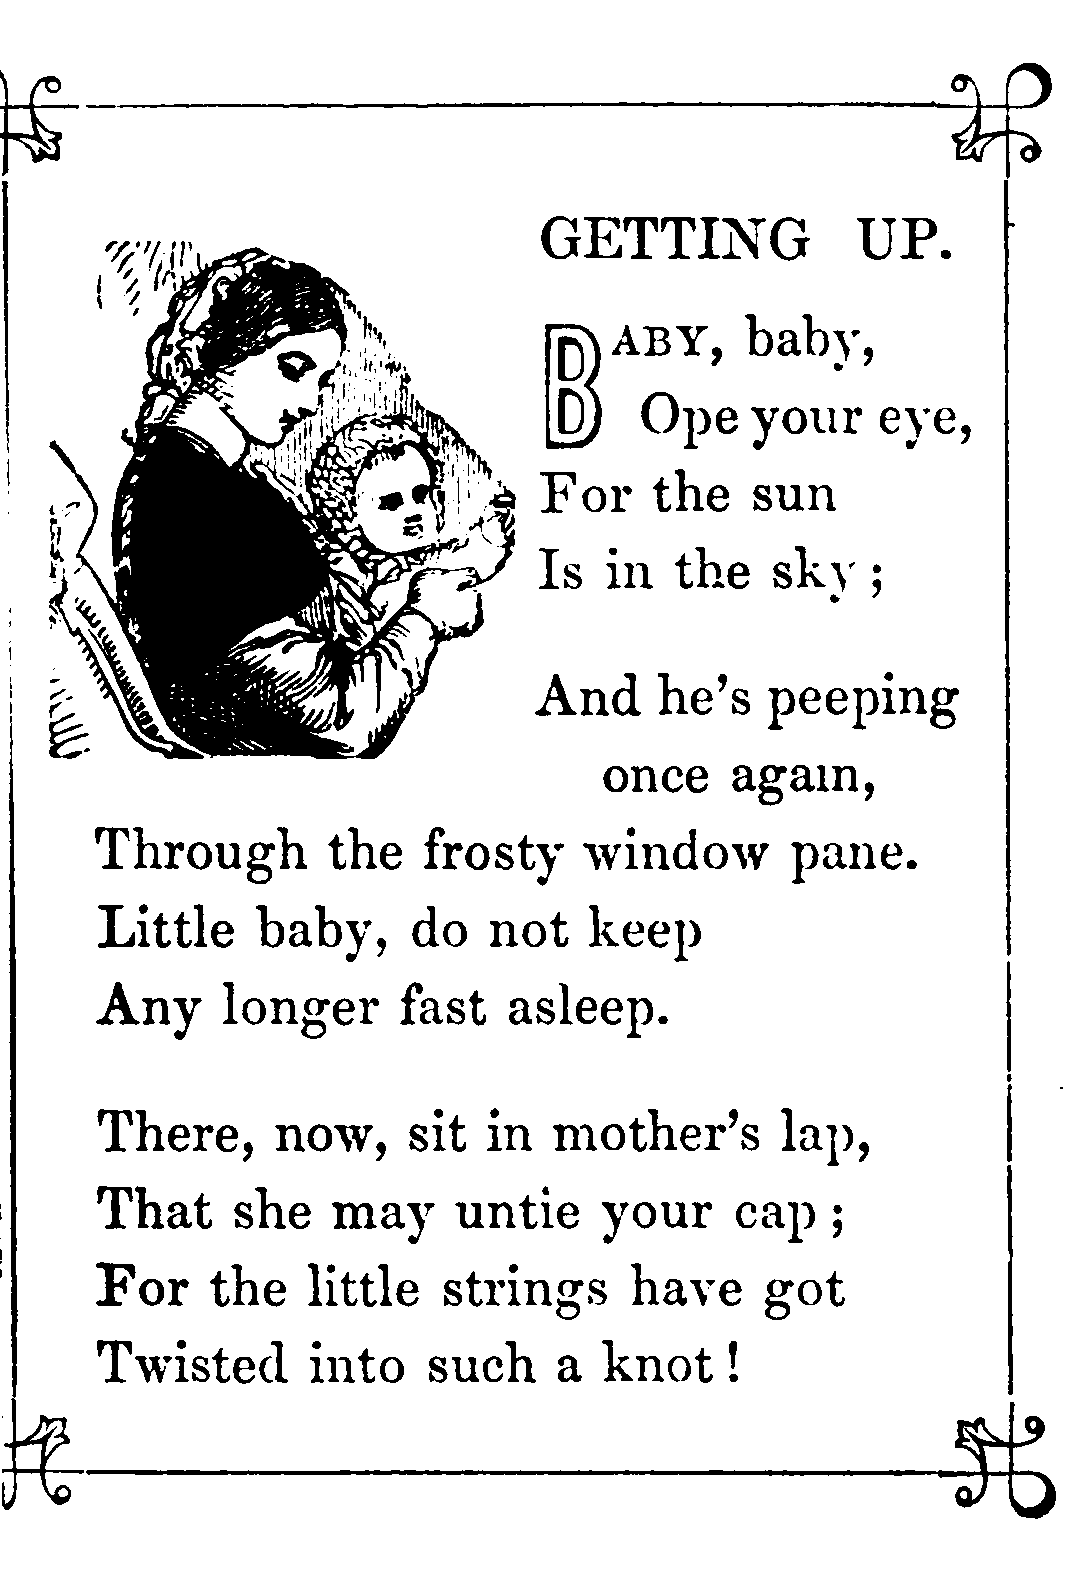 GETTING UP.
BABY, baby,
Ope your eye,
For the sun
Is in the sky;
And he's peeping
once again,
Through the frosty window pane.
Little baby, do not keep
Any longer fast asleep.
There, now, sit in mother's lap,
That she may untie your cap;
For the little strings have got
Twisted into such a knot!